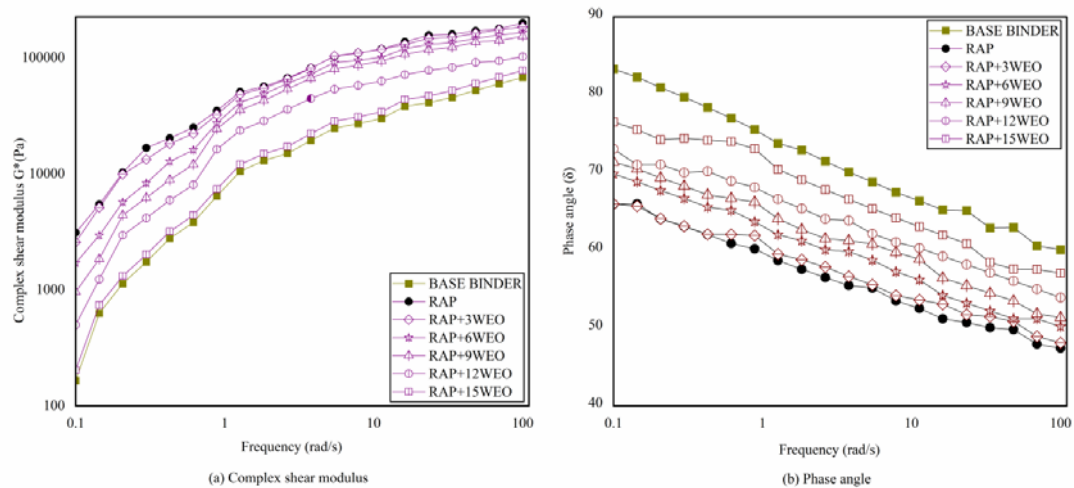 100000
10000
1000
100
Complex shear modulus G*(Pa)
BASE BINDER
RAP
RAP+3WEO
RAP+6WEO
RAP+9WEO
RAP+12WEO
RAP+15WEO
0.1 1 10 100
Frequency (rad/s)
(a) Complex shear modulus
90
80
70
60
50
40
Phase angle (δ)
BASE BINDER
RAP
RAP+3WEO
RAP+6WEO
RAP+9WEO
RAP+12WEO
RAP+15WEO
0.1 1 10 100
Frequency (rad/s)
(b) Phase angle